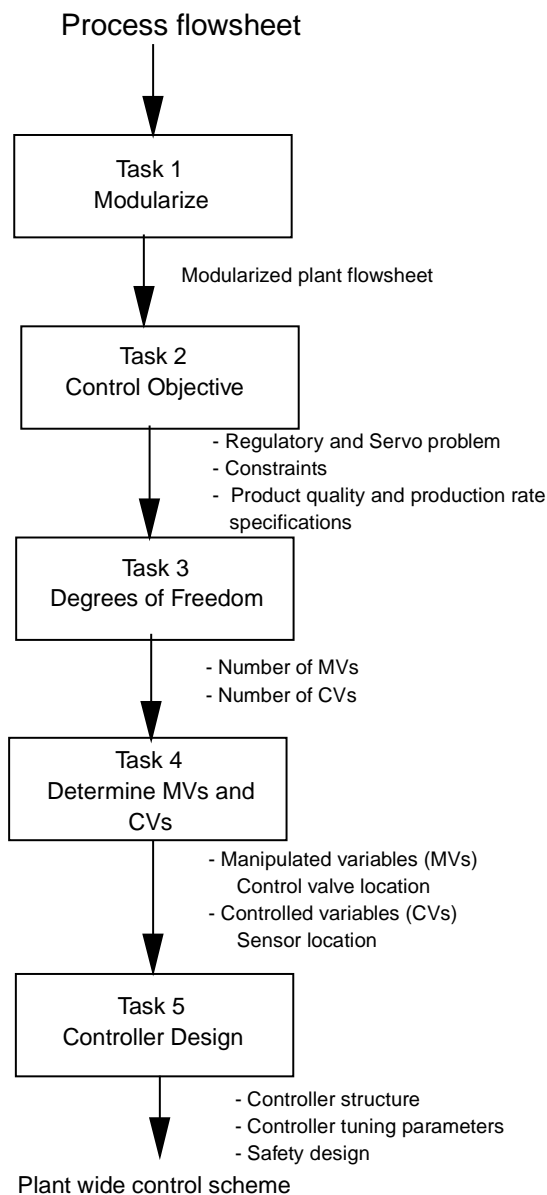 Process flowsheet
Task 1
Modularize
Modularized plant flowsheet
Task 2
Control Objective
- Regulatory and Servo problem
- Constraints
- Product quality and production rate
specifications
Task 3
Degrees of Freedom
- Number of MVs
- Number of CVs
Task 4
Determine MVs and
CVs
- Manipulated variables (MVs)
Control valve location
- Controlled variables (CVs)
Sensor location
Task 5
Controller Design
- Controller structure
- Controller tuning parameters
- Safety design
Plant wide control scheme